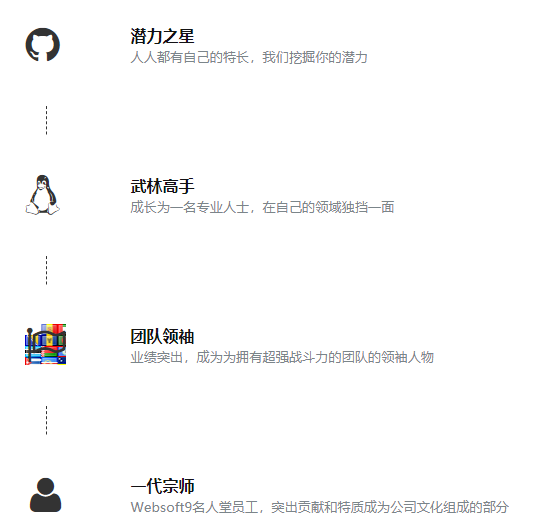 潜力之星
人人都有自己的特长，我们挖掘你的潜力
武林高手
成长为一名专业人士，在自己的领域独挡一面
团队领袖
业绩突出，成为为拥有超强战斗力的团队的领袖人物
一代宗师
Websoft9名人堂员工，突出贡献和特质成为公司文化组成的部分